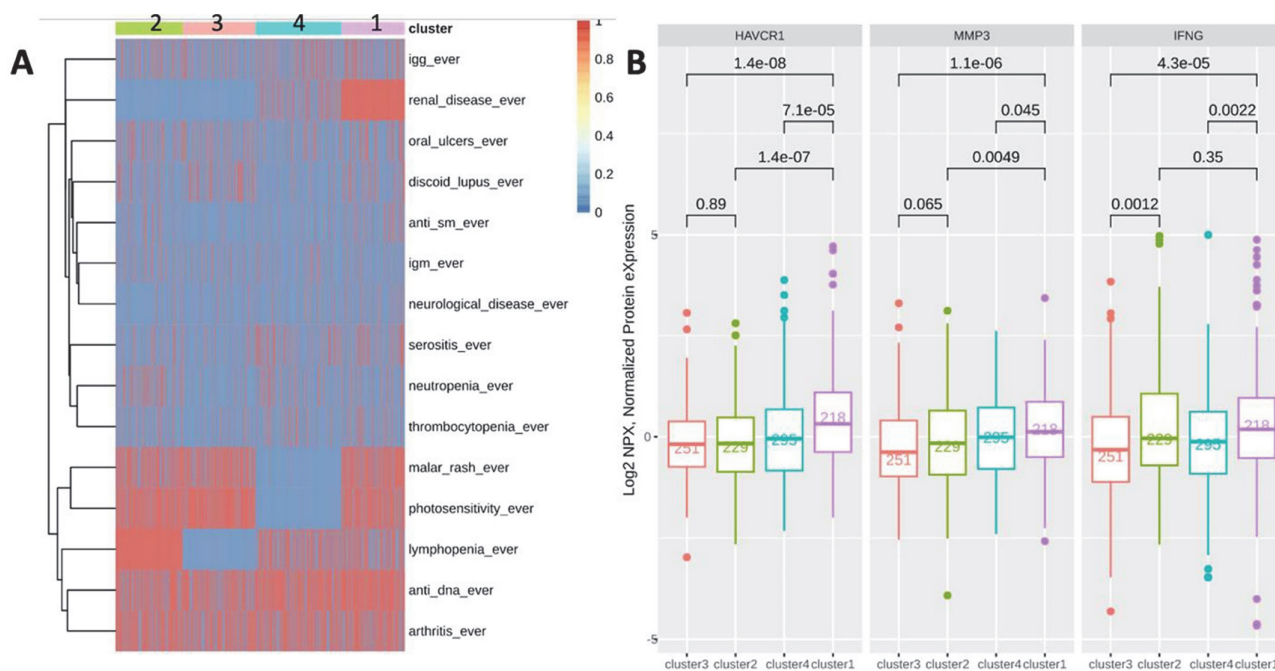 A
2 3 4 1 cluster
igg_ever
renal_disease_ever
oral_ulcers_ever
discoid_lupus_ever
anti_sm_ever
igm_ever
neurological_disease_ever
serositis_ever
neutropenia_ever
thrombocytopenia_ever
malar_rash_ever
photosensitivity_ever
lymphopenia_ever
anti_dna_ever
arthritis_ever
1
0.8
0.6
0.4
0.2
0
B
Log2 NPX, Normalized Protein eXpression
5
0
-5
HAVCR1
1.4e-08
7.1e-05
1.4e-07
0.89
251 229 295 218
cluster3 cluster2 cluster4 cluster1
MMP3
1.1e-06
0.045
0.0049
0.065
251 229 295 218
cluster3 cluster2 cluster4 cluster1
IFNG
4.3e-05
0.0022
0.35
0.0012
251 229 295 218
cluster3 cluster2 cluster4 cluster1